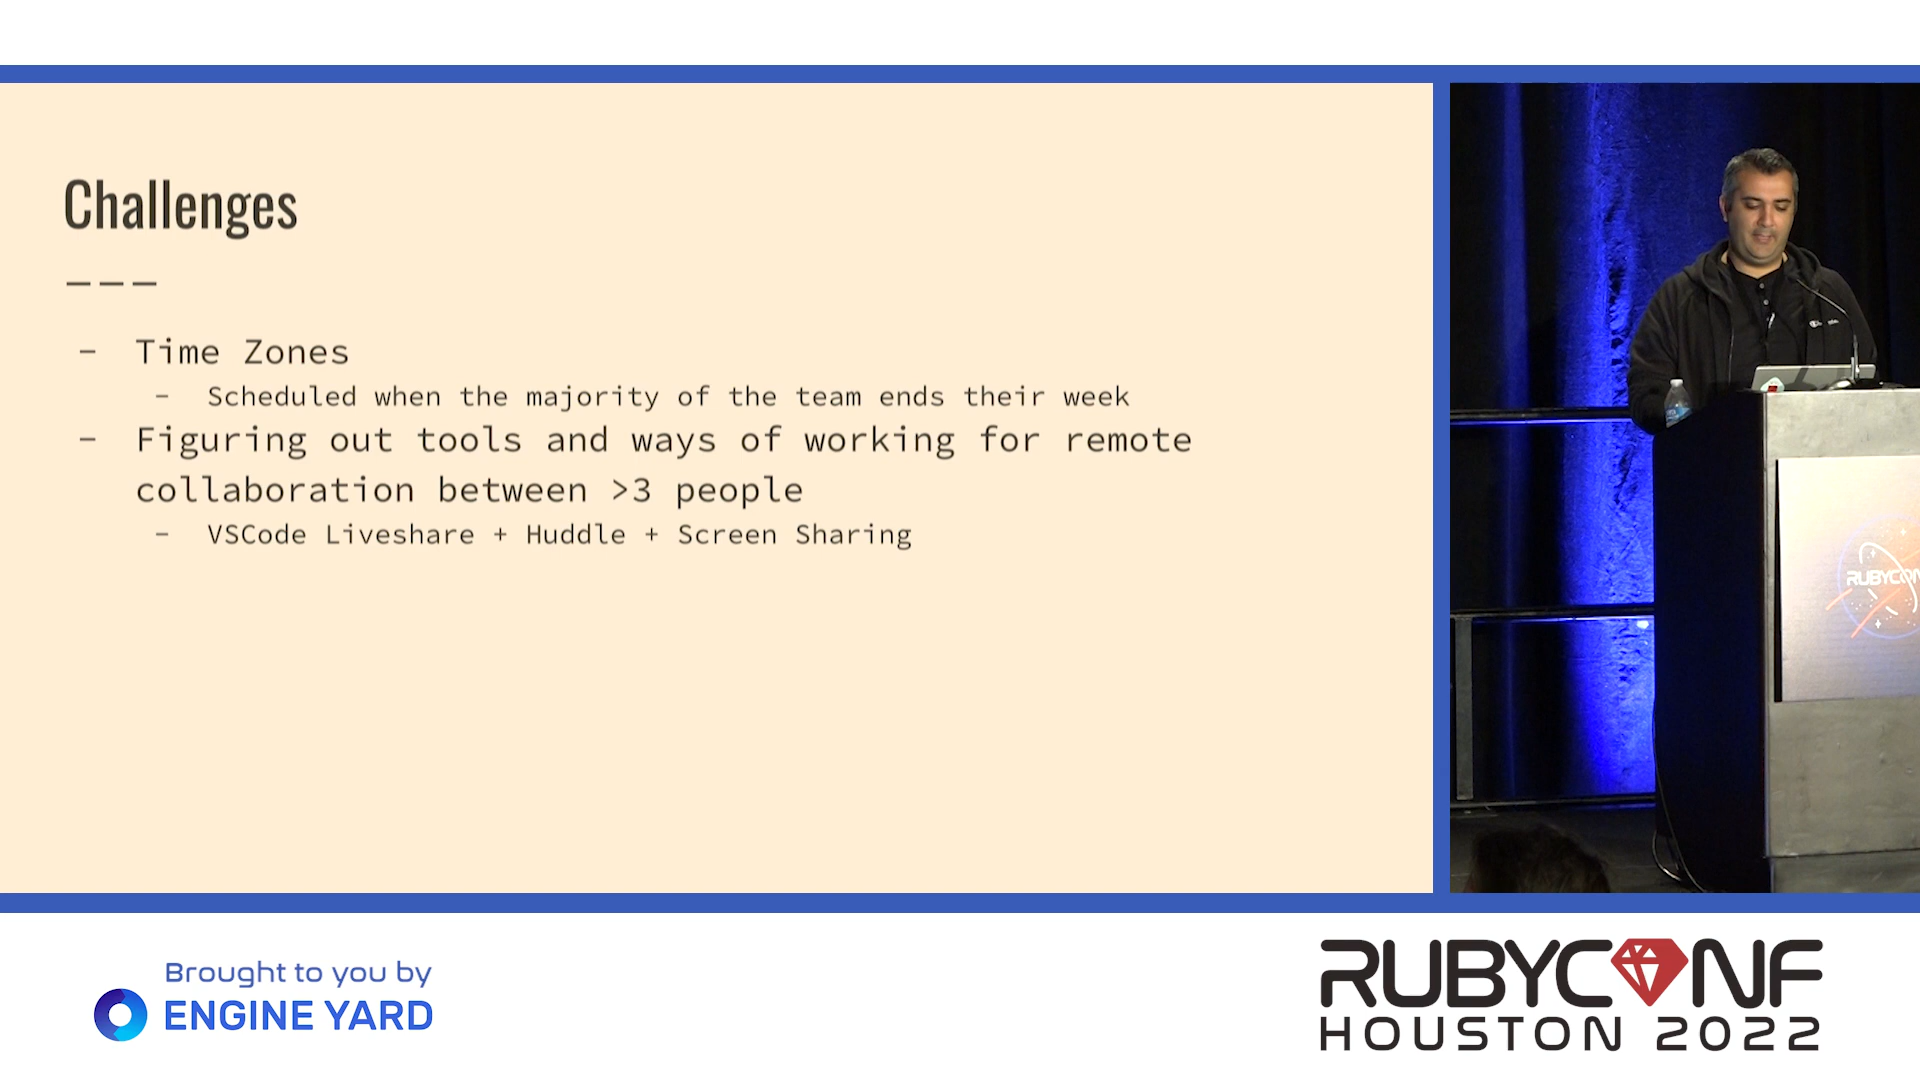 Challenges
– Time Zones
– Scheduled when the majority of the team ends their week
– Figuring out tools and ways of working for remote
collaboration between >3 people
– VSCode Liveshare + Huddle + Screen Sharing
RUBYCON
Brought to you by
ENGINE YARD
RUBYCONF
HOUSTON 2022